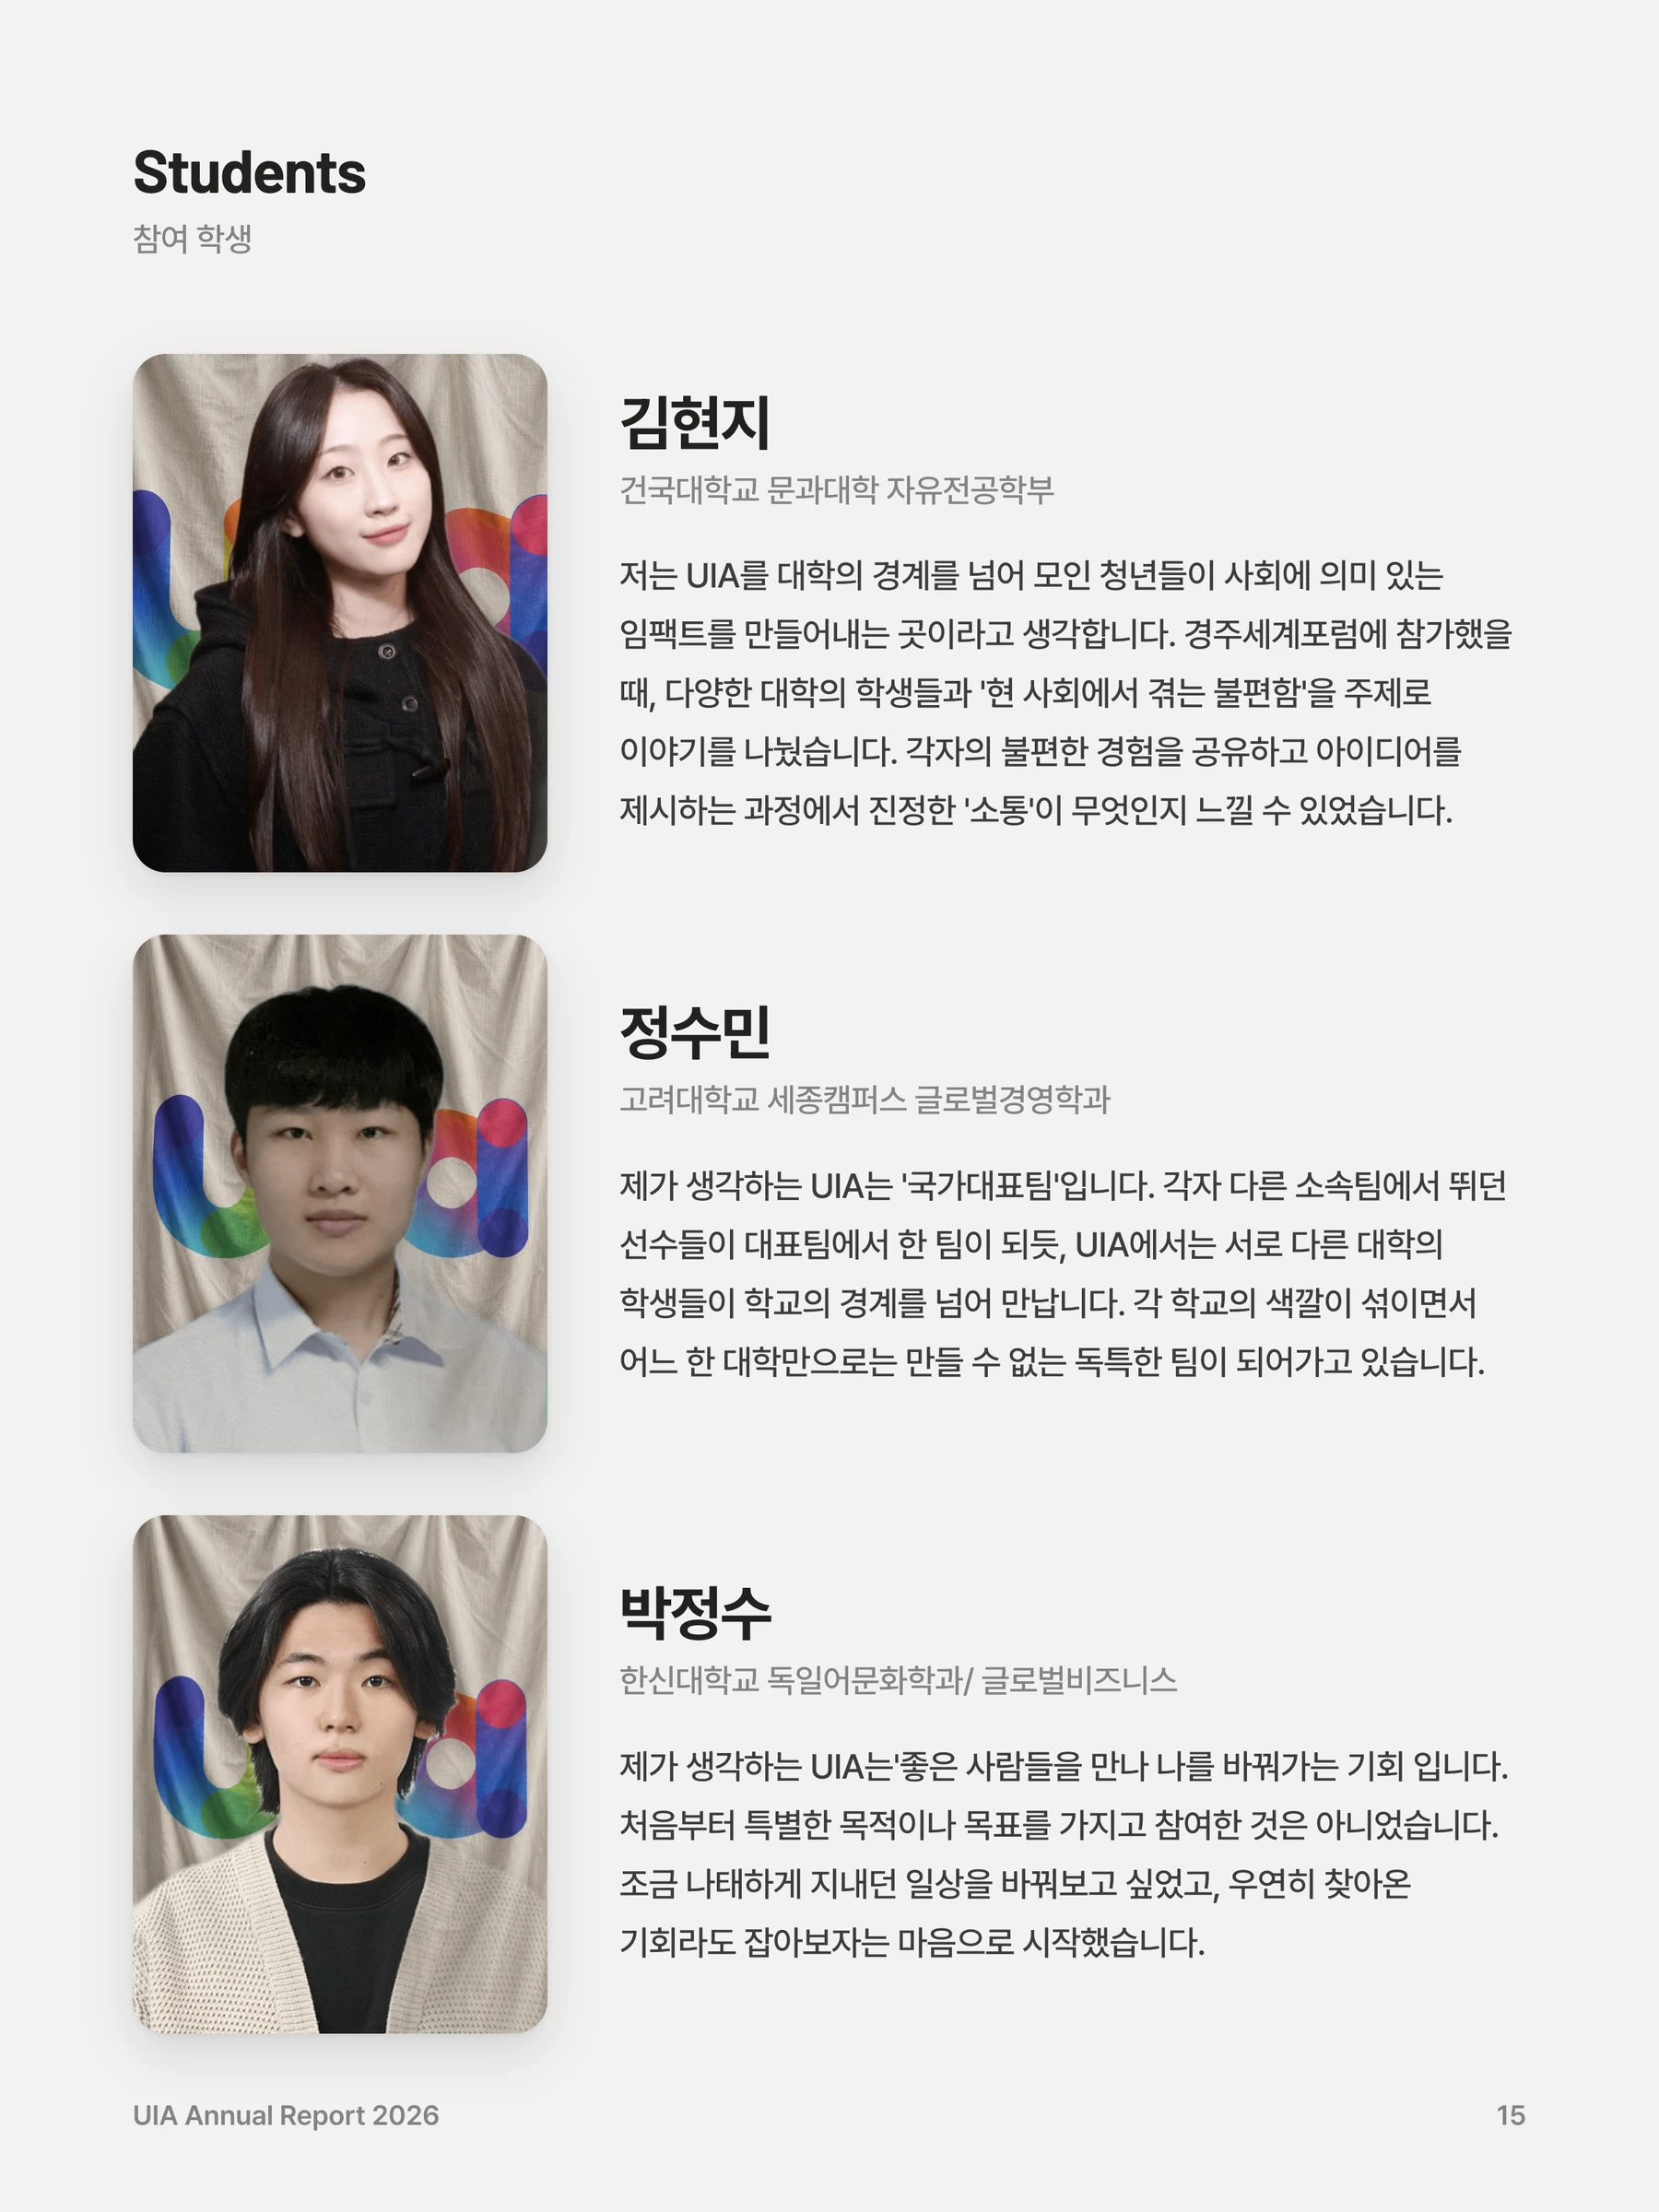 Students
참여 학생
김현지
건국대학교 문과대학 자유전공학부
저는 UIA를 대학의 경계를 넘어 모인 청년들이 사회에 의미 있는
임팩트를 만들어내는 곳이라고 생각합니다. 경주세계포럼에 참가했을
때, 다양한 대학의 학생들과 '현 사회에서 겪는 불편함'을 주제로
이야기를 나눴습니다. 각자의 불편한 경험을 공유하고 아이디어를
제시하는 과정에서 진정한 '소통'이 무엇인지 느낄 수 있었습니다.
정수민
고려대학교 세종캠퍼스 글로벌경영학과
제가 생각하는 UIA는 '국가대표팀'입니다. 각자 다른 소속팀에서 뛰던
선수들이 대표팀에서 한 팀이 되듯, UIA에서는 서로 다른 대학의
학생들이 학교의 경계를 넘어 만납니다. 각 학교의 색깔이 섞이면서
어느 한 대학만으로는 만들 수 없는 독특한 팀이 되어가고 있습니다.
박정수
한신대학교 독일어문화학과/ 글로벌비즈니스
제가 생각하는 UIA는'좋은 사람들을 만나 나를 바꿔가는 기회 입니다.
처음부터 특별한 목적이나 목표를 가지고 참여한 것은 아니었습니다.
조금 나태하게 지내던 일상을 바꿔보고 싶었고, 우연히 찾아온
기회라도 잡아보자는 마음으로 시작했습니다.
UIA Annual Report 2026
15